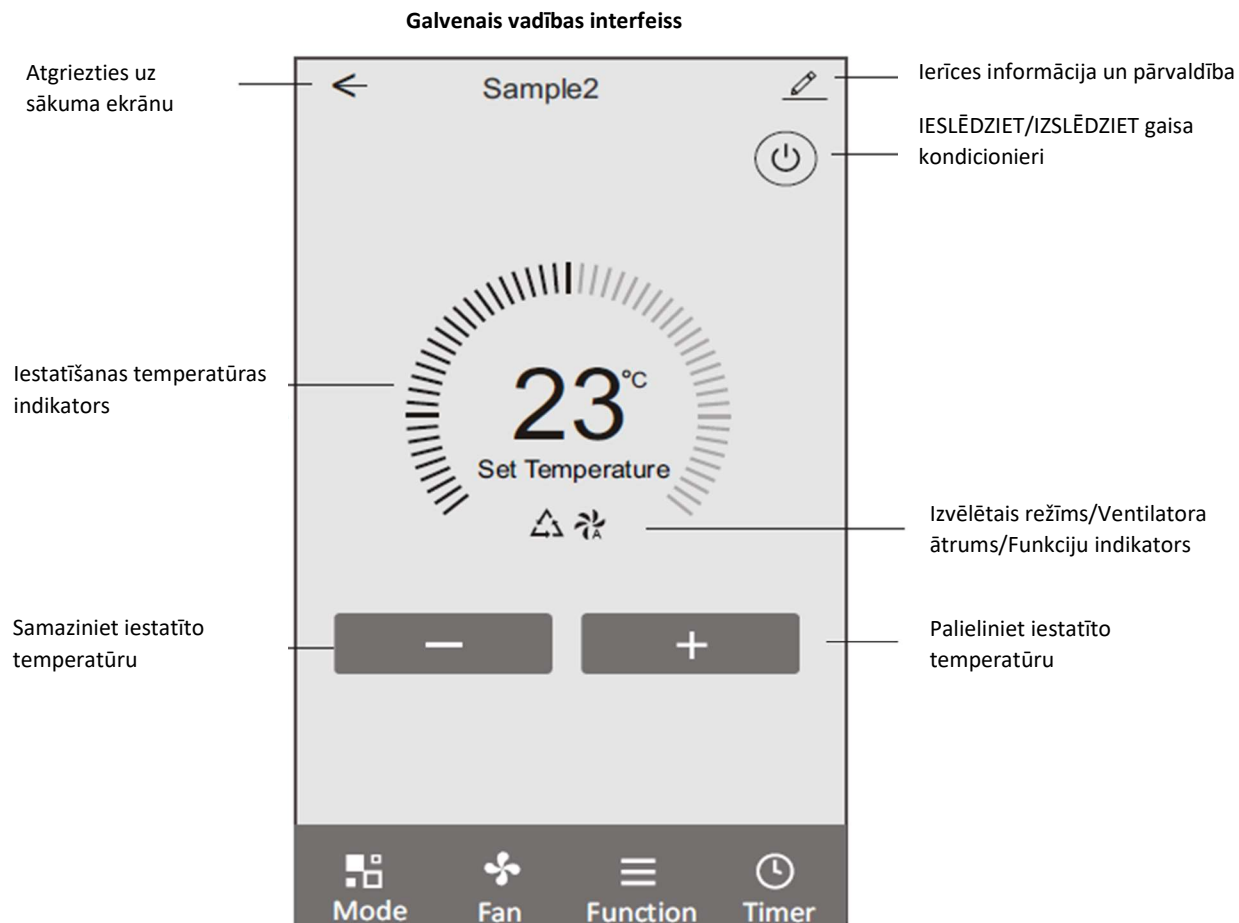 Galvenais vadības interfeiss
Atgriezties uz
sākuma ekrānu
Sample2
Ierīces informācija un pārvaldība
IESLĒDZIET/IZSLĒDZIET gaisa
kondicionieri
Iestatīšanas temperatūras
indikators
23°C
Set Temperature
A
Izvēlētais režīms/Ventilatora
ātrums/Funkciju indikators
Samaziniet iestatīto
temperatūru
Palieliniet iestatīto
temperatūru
Mode Fan Function Timer